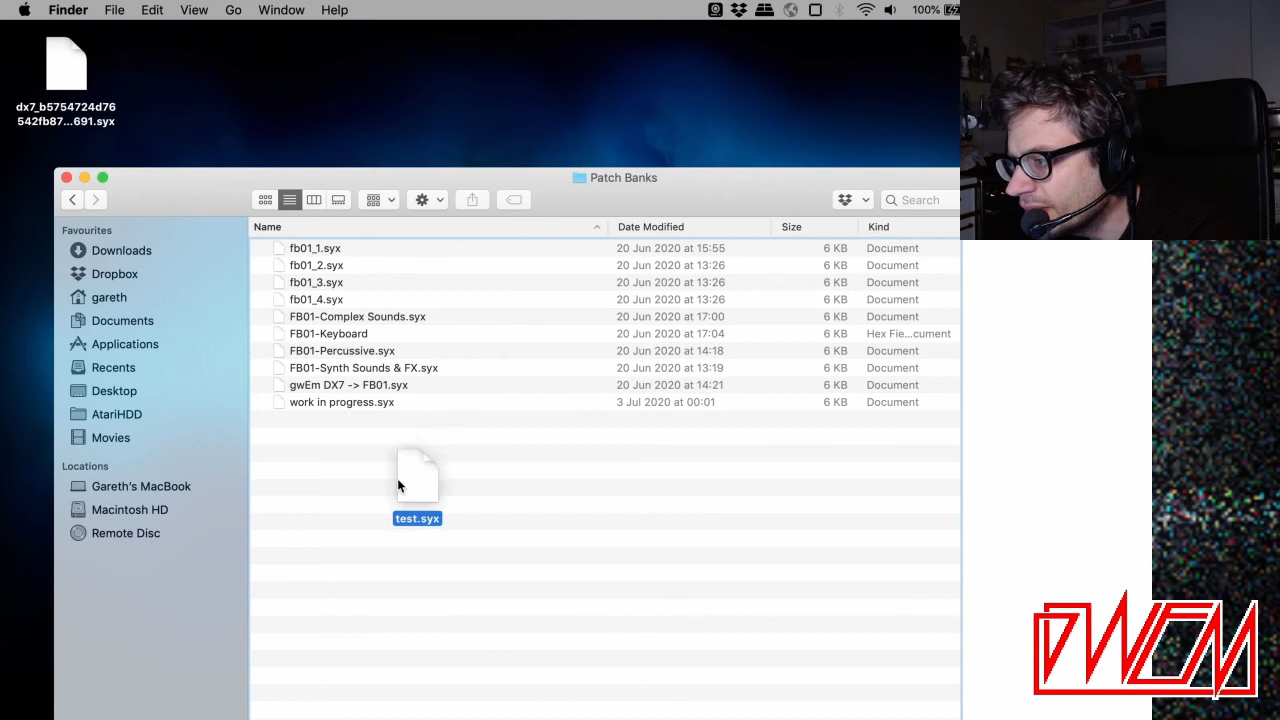 Finder File Edit View Go Window Help 100%
dx7_b5754724d76
542fb87...691.syx
Patch Banks
Search
Favourites
Downloads
Dropbox
gareth
Documents
Applications
Recents
Desktop
AtariHDD
Movies
Locations
Gareth's MacBook
Macintosh HD
Remote Disc
Name Date Modified Size Kind
fb01_1.syx 20 Jun 2020 at 15:55 6 KB Document
fb01_2.syx 20 Jun 2020 at 13:26 6 KB Document
fb01_3.syx 20 Jun 2020 at 13:26 6 KB Document
fb01_4.syx 20 Jun 2020 at 13:26 6 KB Document
FB01-Complex Sounds.syx 20 Jun 2020 at 17:00 6 KB Document
FB01-Keyboard 20 Jun 2020 at 17:04 6 KB Hex Fie...cument
FB01-Percussive.syx 20 Jun 2020 at 14:18 6 KB Document
FB01-Synth Sounds & FX.syx 20 Jun 2020 at 13:19 6 KB Document
gwEm DX7 -> FB01.syx 20 Jun 2020 at 14:21 6 KB Document
work in progress.syx 3 Jul 2020 at 00:01 6 KB Document
test.syx